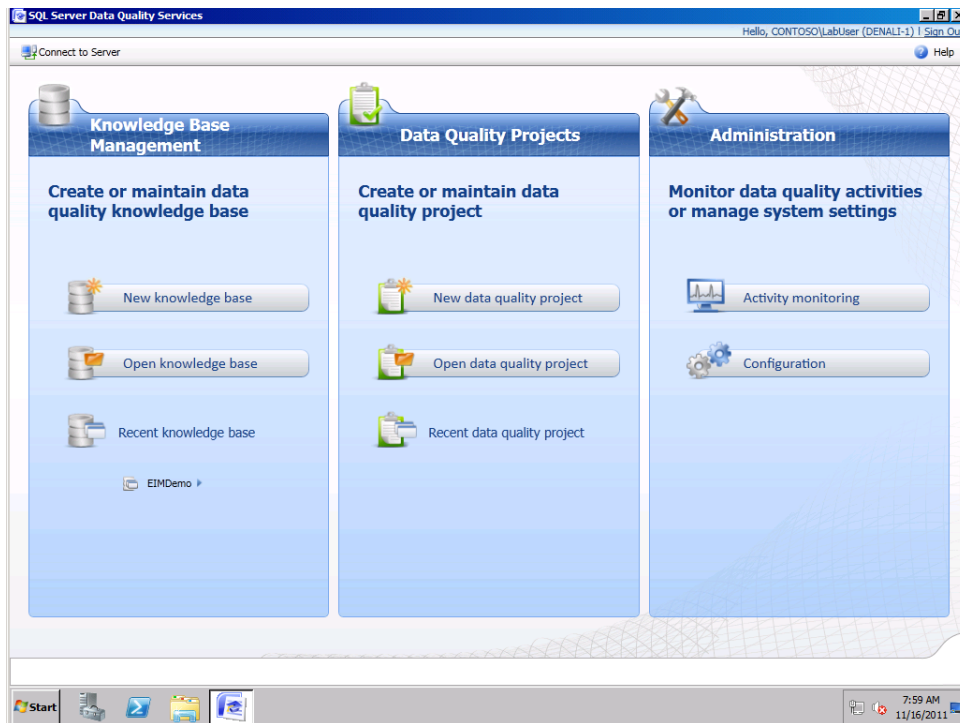 SQL Server Data Quality Services
Hello, CONTOSO\LabUser (DENALI-1) | Sign Ou
Connect to Server
Help
Knowledge Base
Management
Create or maintain data
quality knowledge base
New knowledge base
Open knowledge base
Recent knowledge base
EIMDemo
Data Quality Projects
Create or maintain data
quality project
New data quality project
Open data quality project
Recent data quality project
Administration
Monitor data quality activities
or manage system settings
Activity monitoring
Configuration
Start
7:59 AM
11/16/2011